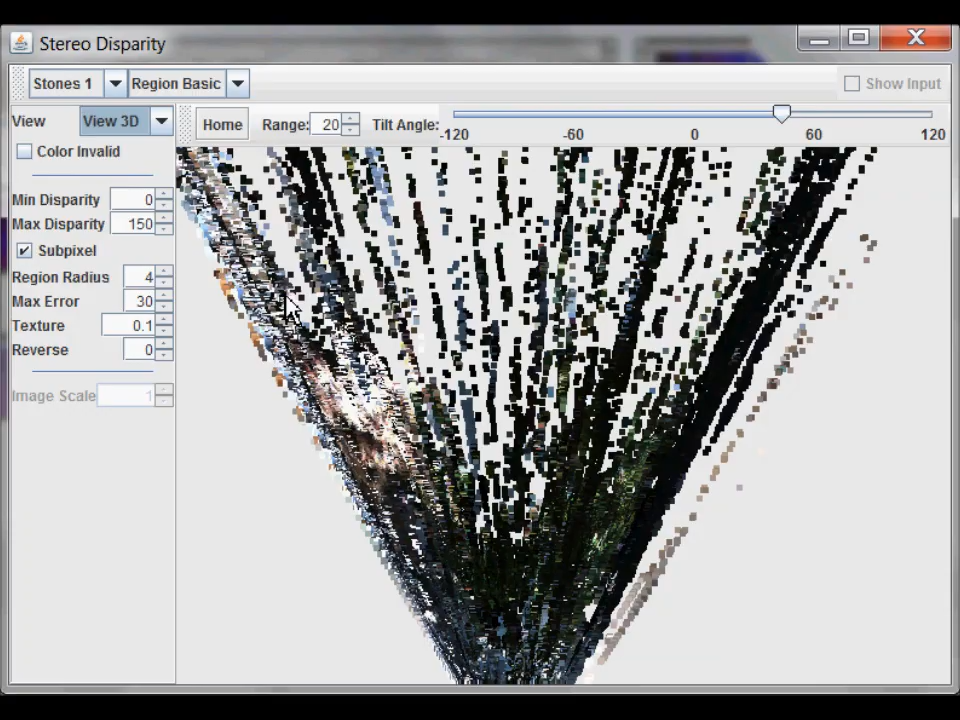 Stereo Disparity
Stones 1 Region Basic Show Input
View View 3D Home Range: 20 Tilt Angle: -120 -60 0 60 120
Color Invalid
Min Disparity 0
Max Disparity 150
Subpixel
Region Radius 4
Max Error 30
Texture 0.1
Reverse 0
Image Scale 1